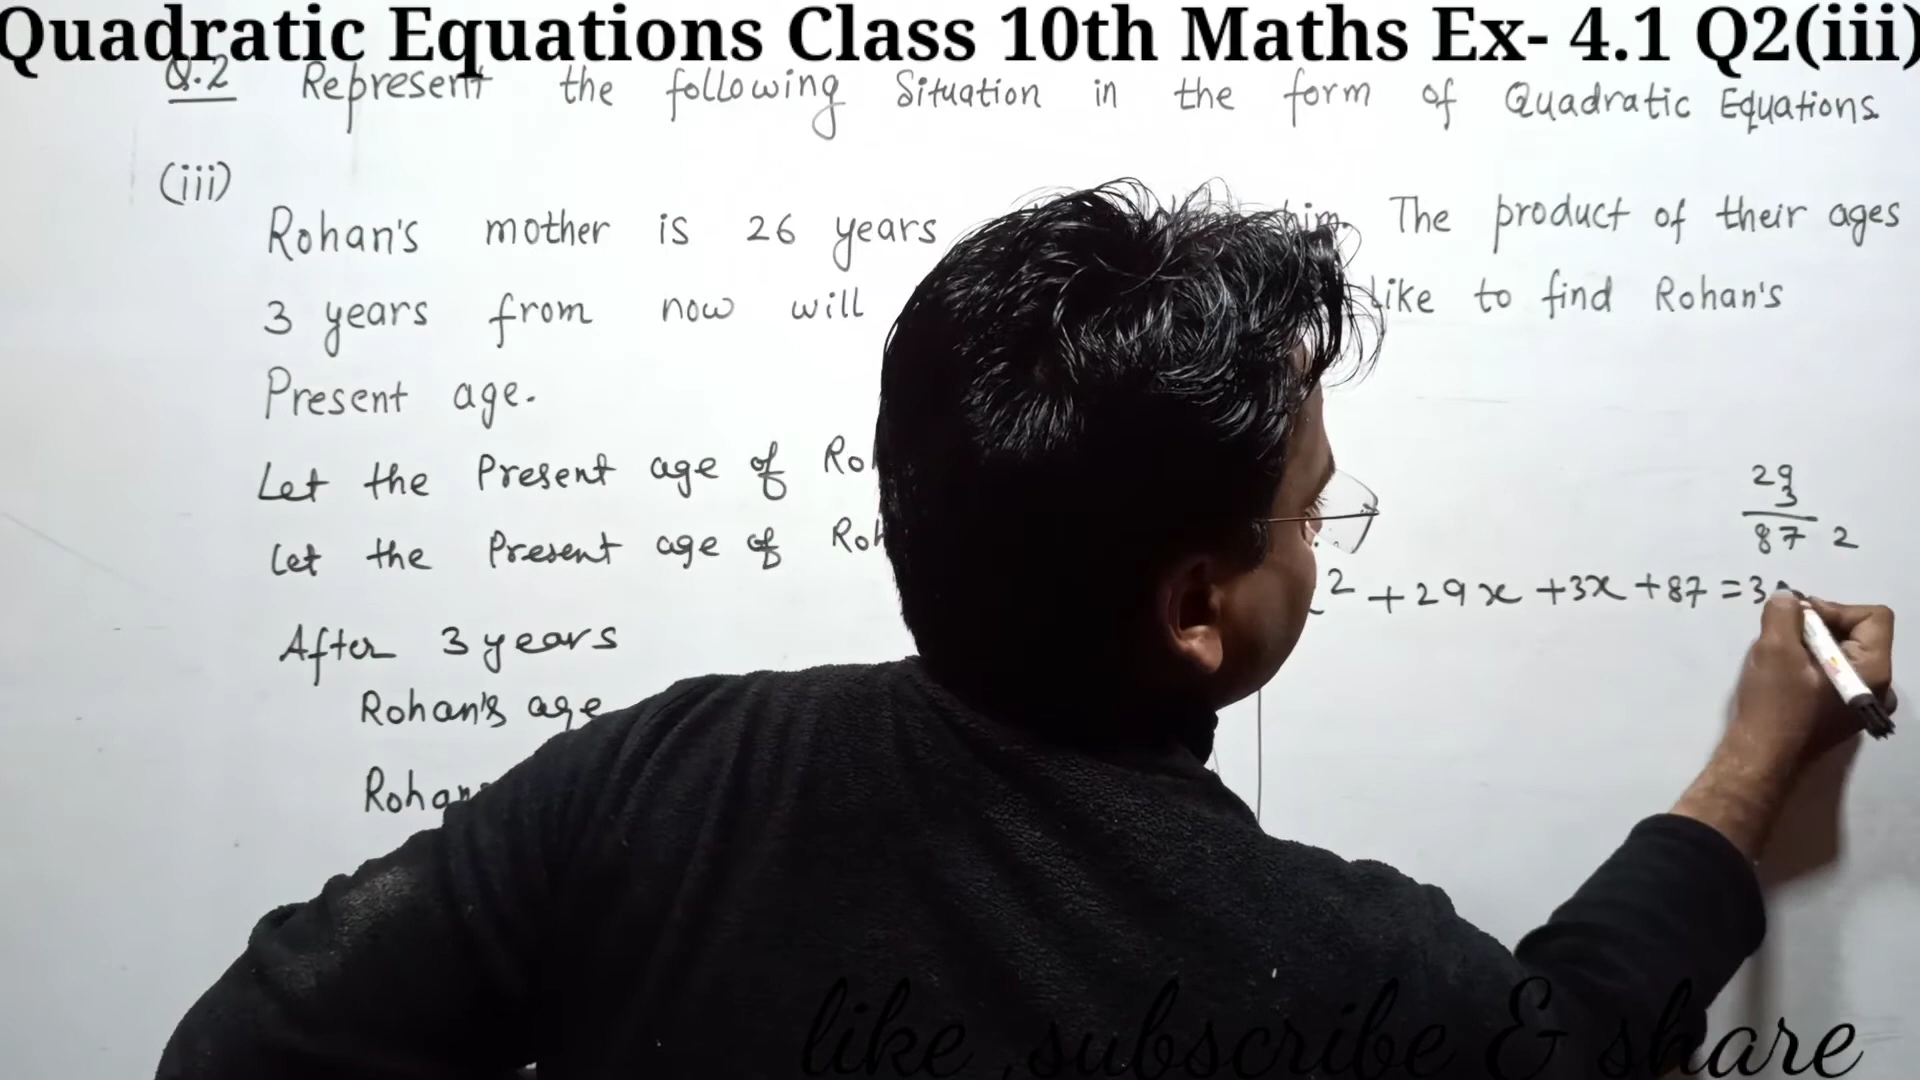 Quadratic Equations Class 10th Maths Ex- 4.1 Q2(iii)
Q.2 Represent the following Situation in the form of Quadratic Equations
(iii)
Rohan's mother is 26 years him. The product of their ages
3 years from now will like to find Rohan's
Present age.
Let the Present age of
Let the Present age of
After 3 years
Rohan's age
29
3
87 2
2 + 29x + 3x + 87 = 3
like ,subscribe & share